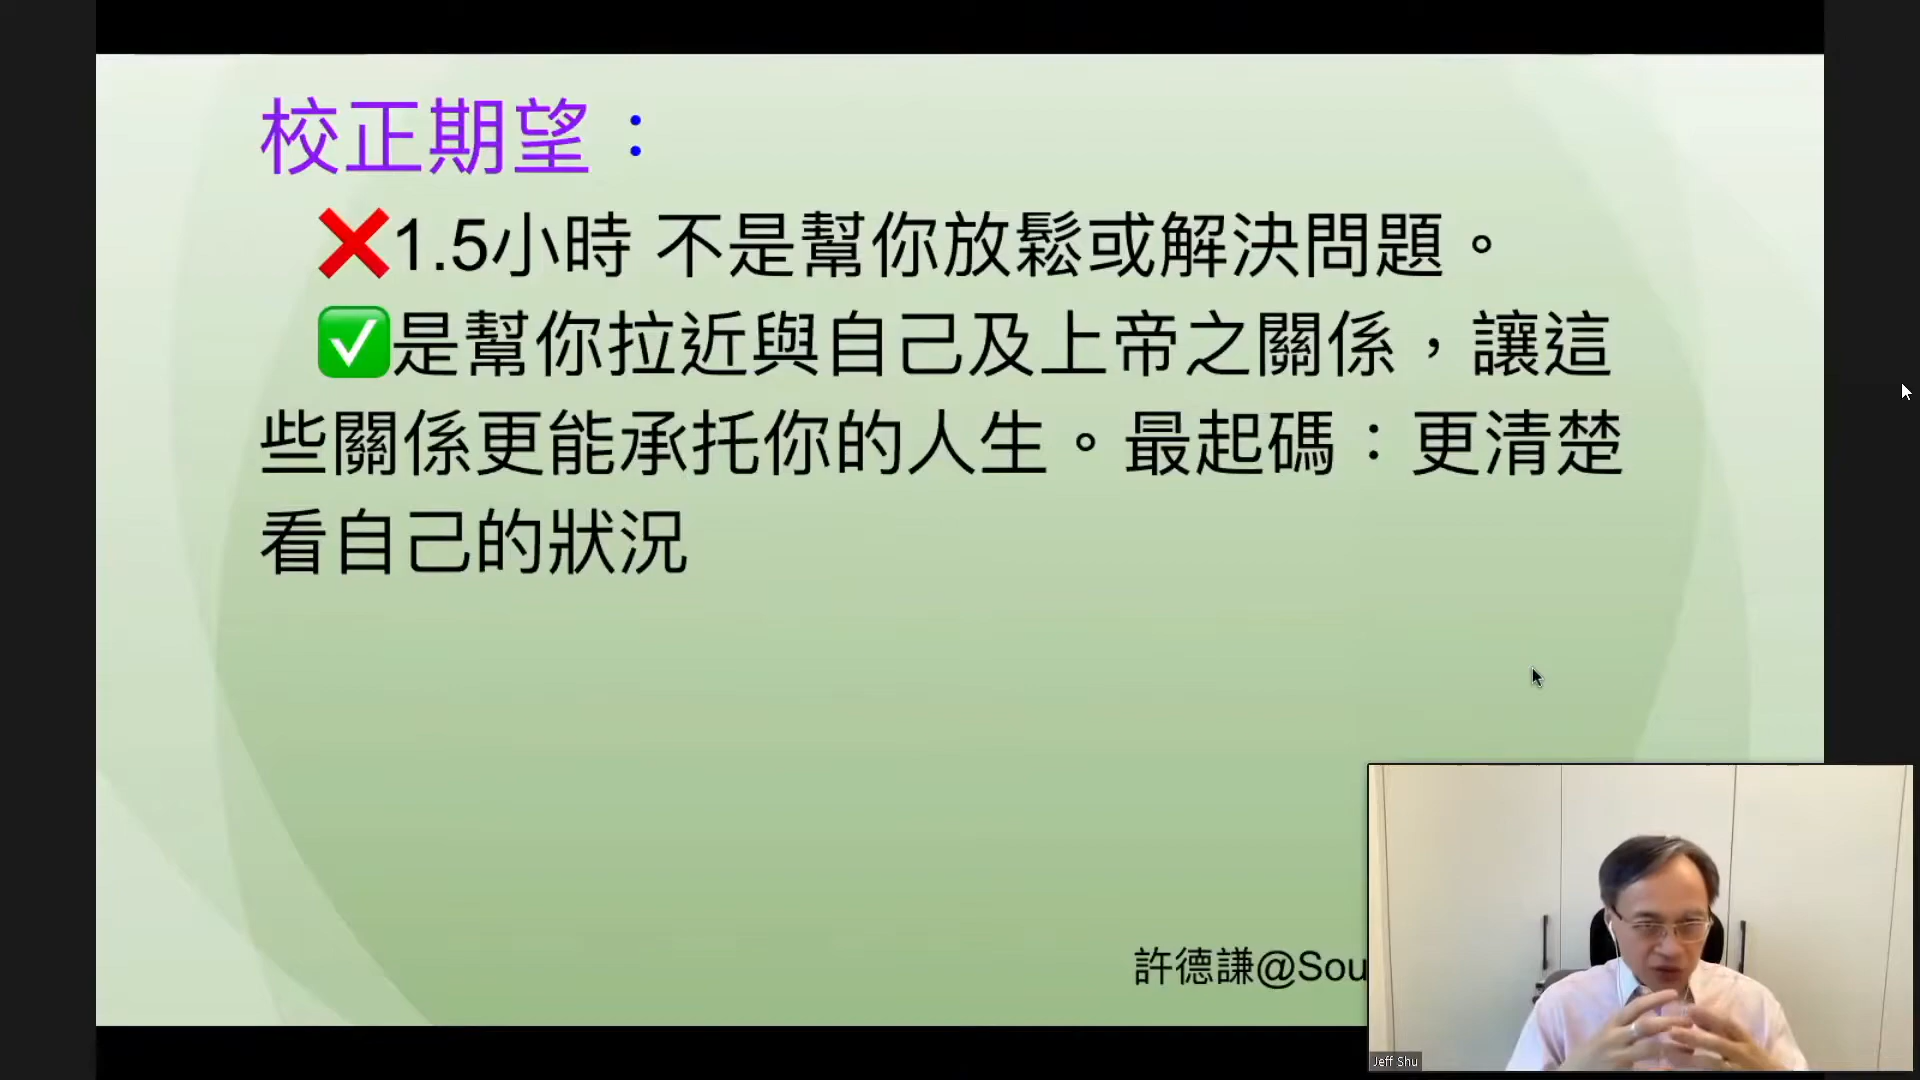 校正期望：
❌1.5小時 不是幫你放鬆或解決問題。
✅是幫你拉近與自己及上帝之關係，讓這
些關係更能承托你的人生。最起碼：更清楚
看自己的狀況
許德謙@Sou
Jeff Shu